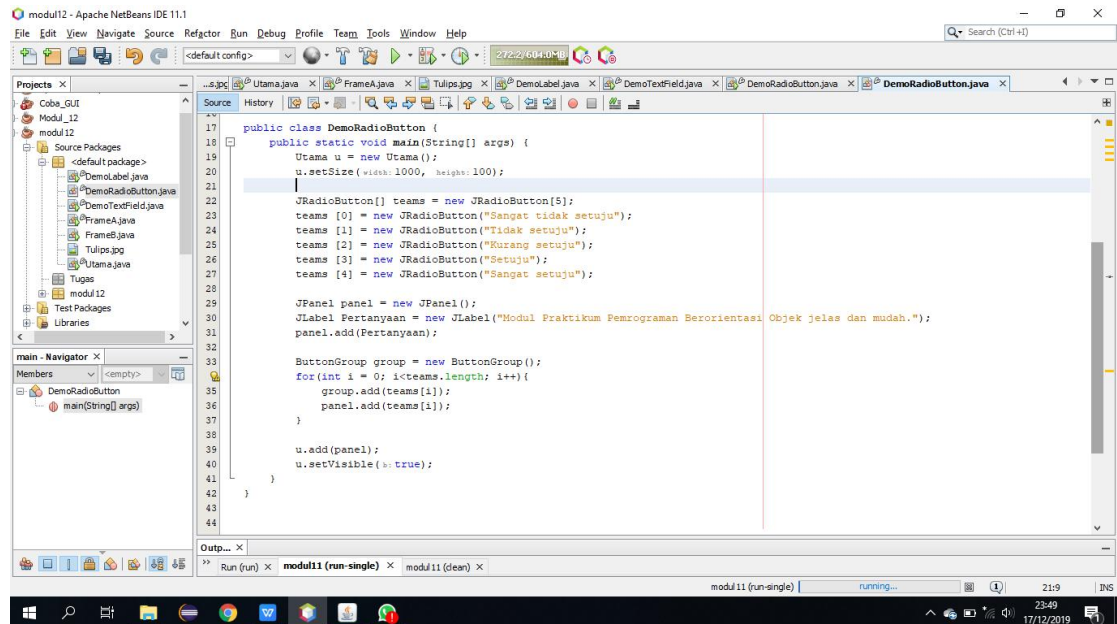 modul12 - Apache NetBeans IDE 11.1
File Edit View Navigate Source Refactor Run Debug Profile Team Tools Window Help
Search (Ctrl+I)
<default config>
272.2/604.0MB
Projects
Coba_GUI
Modul_12
modul12
Source Packages
<default package>
DemoLabel.java
DemoRadioButton.java
DemoTextField.java
FrameA.java
FrameB.java
Tulips.jpg
Utama.java
Tugas
modul12
Test Packages
Libraries
main - Navigator
Members <empty>
DemoRadioButton
main(String[] args)
...s.jpg Utama.java FrameA.java Tulips.jpg DemoLabel.java DemoTextField.java DemoRadioButton.java DemoRadioButton.java
Source History
17 public class DemoRadioButton {
18 public static void main(String[] args) {
19 Utama u = new Utama();
20 u.setSize(width: 1000, height: 100);
21
22 JRadioButton[] teams = new JRadioButton[5];
23 teams [0] = new JRadioButton("Sangat tidak setuju");
24 teams [1] = new JRadioButton("Tidak setuju");
25 teams [2] = new JRadioButton("Kurang setuju");
26 teams [3] = new JRadioButton("Setuju");
27 teams [4] = new JRadioButton("Sangat setuju");
28
29 JPanel panel = new JPanel();
30 JLabel Pertanyaan = new JLabel("Modul Praktikum Pemrograman Berorientasi Objek jelas dan mudah.");
31 panel.add(Pertanyaan);
32
33 ButtonGroup group = new ButtonGroup();
for(int i = 0; i<teams.length; i++){
35 group.add(teams[i]);
36 panel.add(teams[i]);
37 }
38
39 u.add(panel);
40 u.setVisible(b: true);
41 }
42 }
43
44
Outp...
Run (run) modul11 (run-single) modul11 (clean)
modul11 (run-single) running... (1) 21:9 INS
23:49
17/12/2019